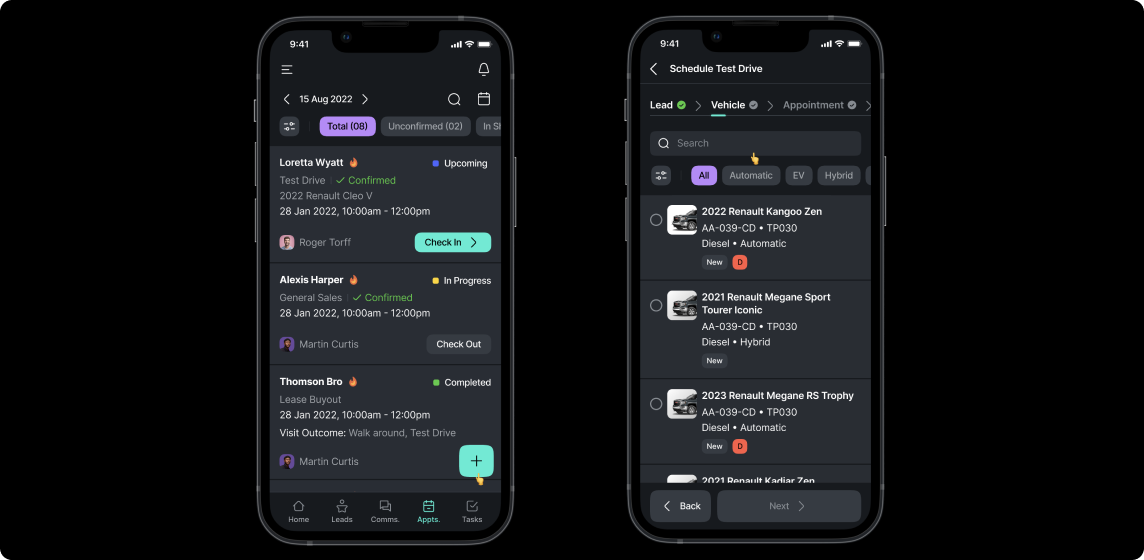 9:41
15 Aug 2022
Total (08) Unconfirmed (02) In S
Loretta Wyatt Upcoming
Test Drive Confirmed
2022 Renault Cleo V
28 Jan 2022, 10:00am - 12:00pm
Roger Torff Check In
Alexis Harper In Progress
General Sales Confirmed
28 Jan 2022, 10:00am - 12:00pm
Martin Curtis Check Out
Thomson Bro Completed
Lease Buyout
28 Jan 2022, 10:00am - 12:00pm
Visit Outcome: Walk around, Test Drive
Martin Curtis
Home Leads Comms. Appts. Tasks
9:41
Schedule Test Drive
Lead Vehicle Appointment
Search
All Automatic EV Hybrid
2022 Renault Kangoo Zen
AA-039-CD • TP030
Diesel • Automatic
New D
2021 Renault Megane Sport
Tourer Iconic
AA-039-CD • TP030
Diesel • Hybrid
New
2023 Renault Megane RS Trophy
AA-039-CD • TP030
Diesel • Automatic
New D
2021 Renault Kadjar Zen
Back Next